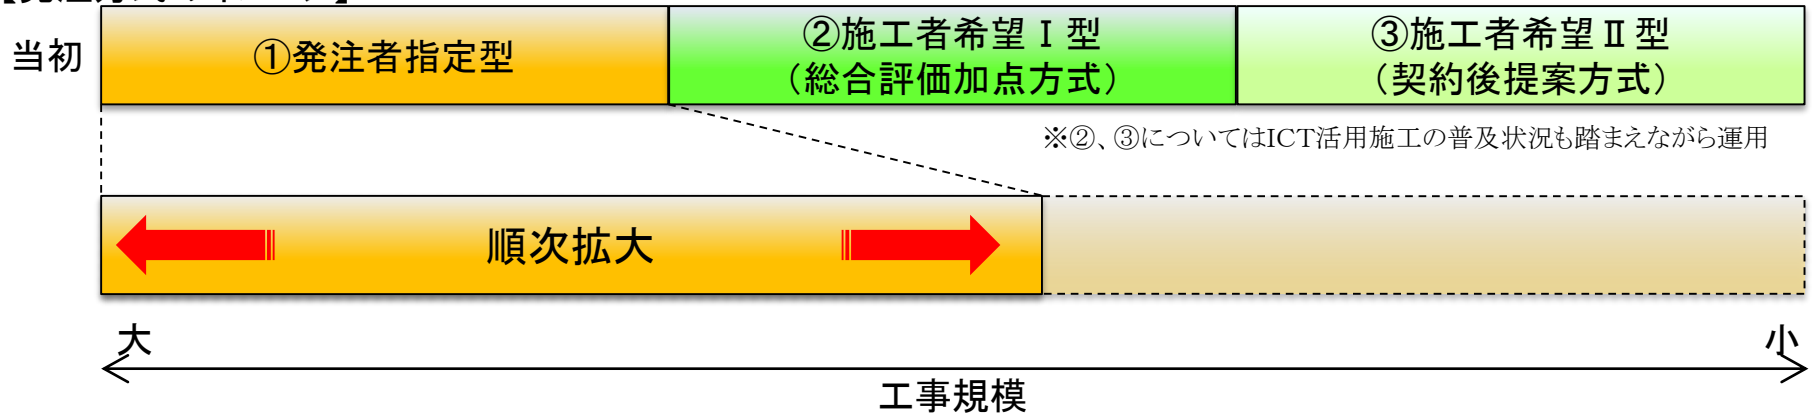 当初
①発注者指定型
②施工者希望Ⅰ型
（総合評価加点方式）
③施工者希望Ⅱ型
（契約後提案方式）
※②、③についてはICT活用施工の普及状況も踏まえながら運用
順次拡大
大
小
工事規模